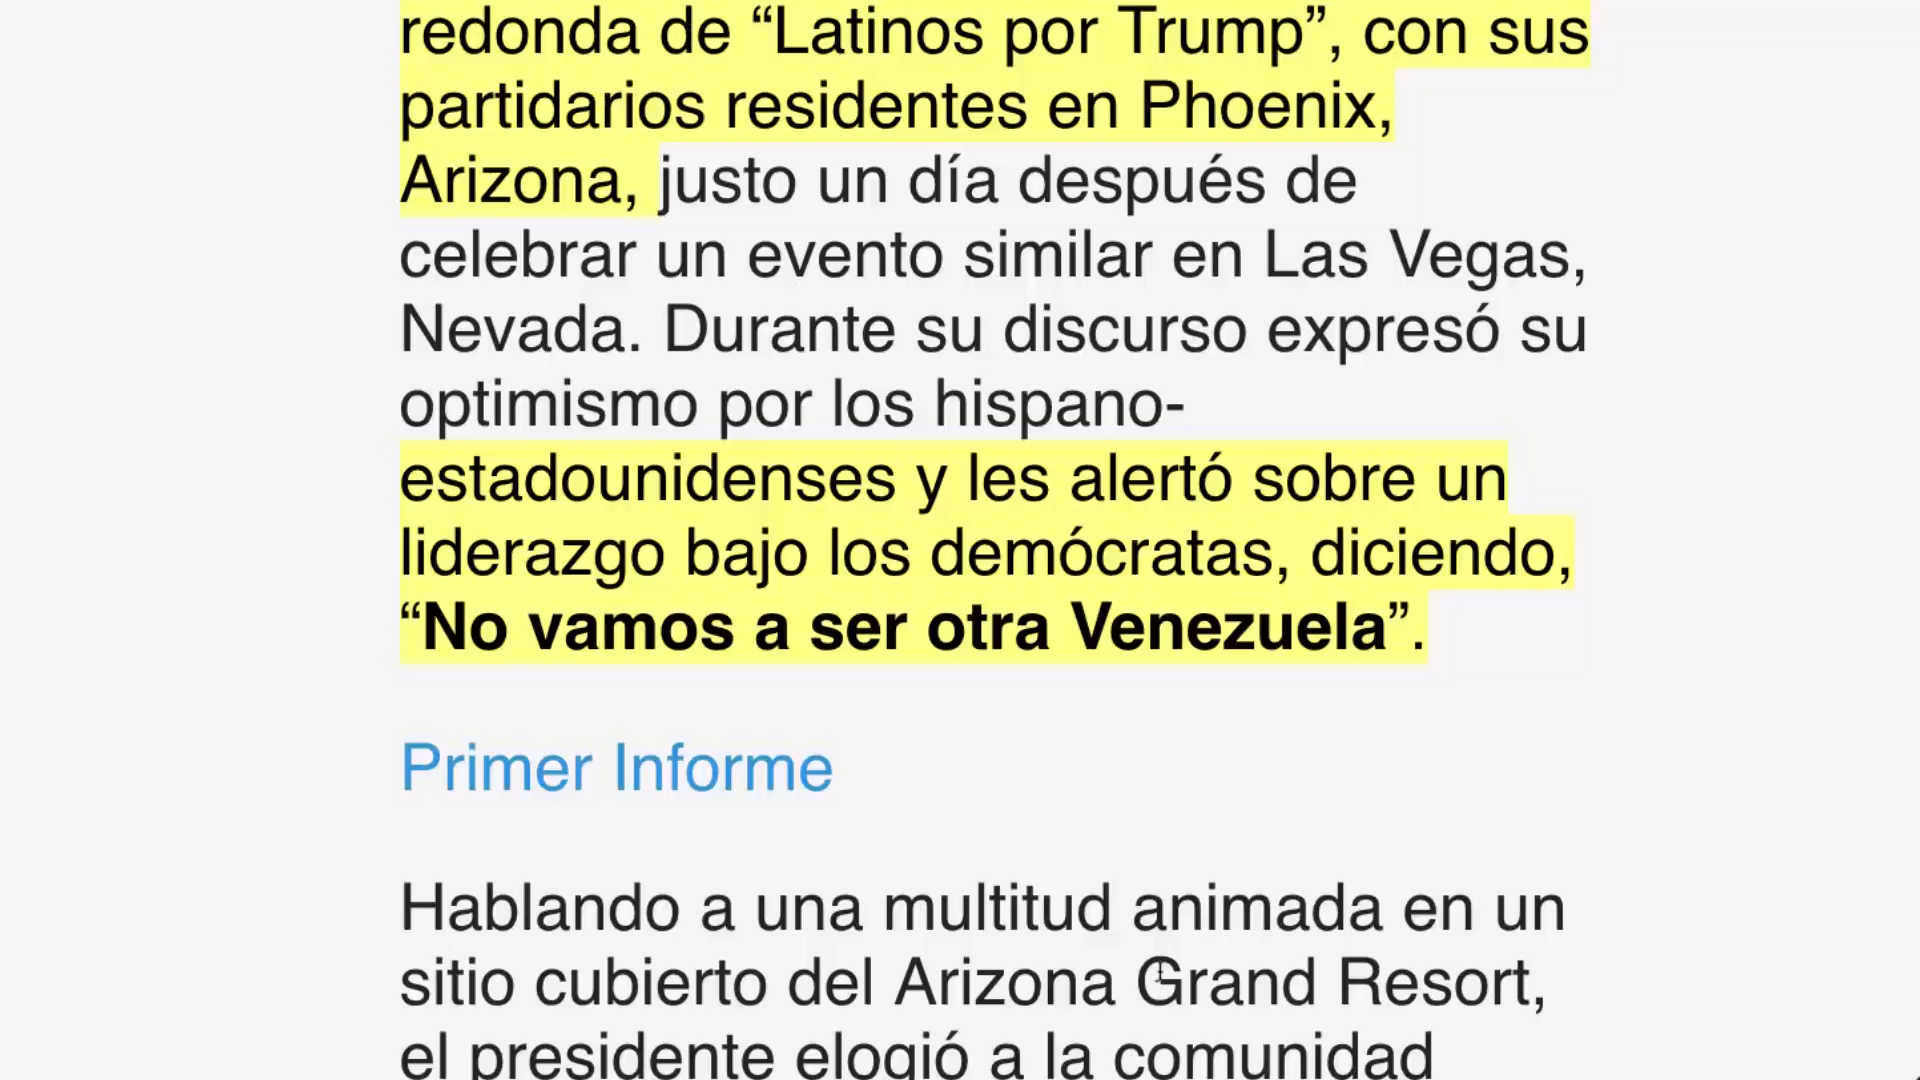 redonda de “Latinos por Trump”, con sus
partidarios residentes en Phoenix,
Arizona, justo un día después de
celebrar un evento similar en Las Vegas,
Nevada. Durante su discurso expresó su
optimismo por los hispano-
estadounidenses y les alertó sobre un
liderazgo bajo los demócratas, diciendo,
“No vamos a ser otra Venezuela”.
Primer Informe
Hablando a una multitud animada en un
sitio cubierto del Arizona Grand Resort,
el presidente elogió a la comunidad